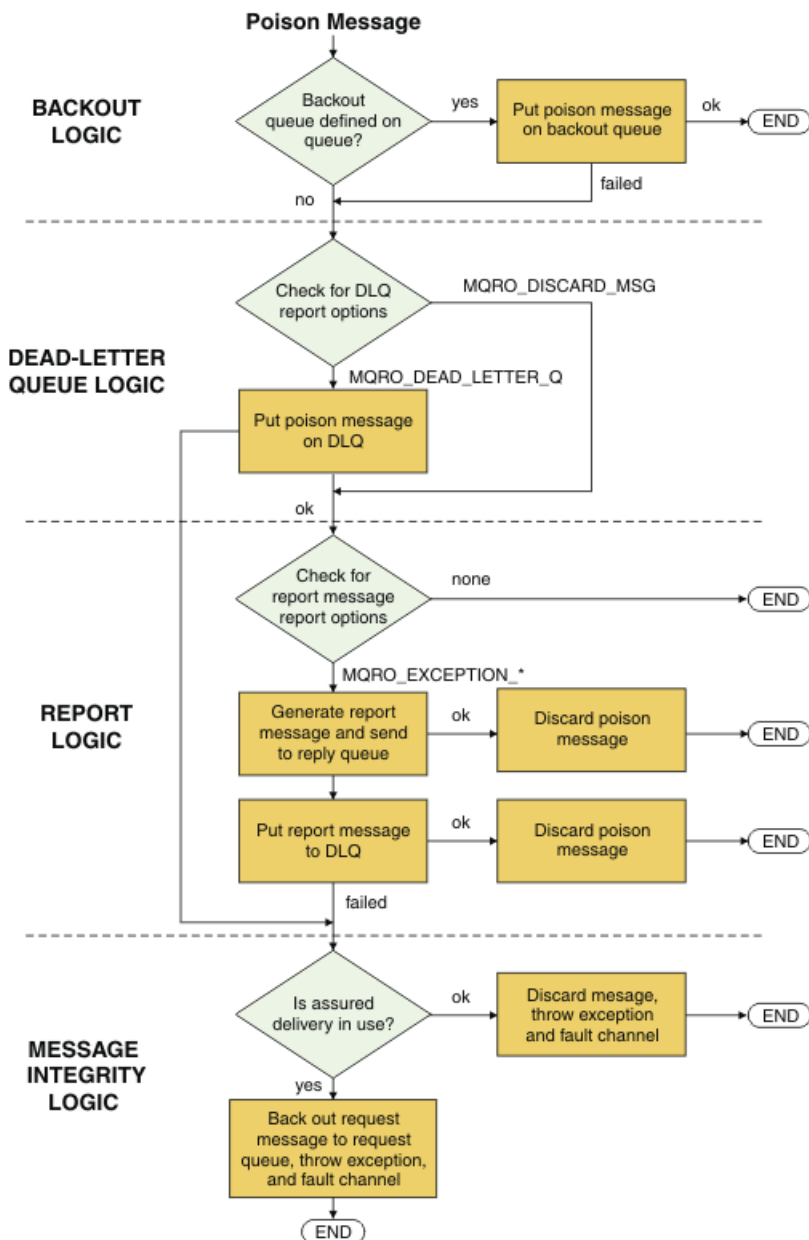 Poison Message
BACKOUT
LOGIC
Backout
queue defined on
queue?
yes
Put poison message
on backout queue
ok
END
failed
no
Check for DLQ
report options
MQRO_DISCARD_MSG
DEAD-LETTER
QUEUE LOGIC
MQRO_DEAD_LETTER_Q
Put poison message
on DLQ
ok
Check for
report message
report options
none
END
MQRO_EXCEPTION_*
REPORT
LOGIC
Generate report
message and send
to reply queue
ok
Discard poison
message
END
Put report message
to DLQ
ok
Discard poison
message
END
failed
Is assured
delivery in use?
ok
Discard mesage,
throw exception
and fault channel
END
MESSAGE
INTEGRITY
LOGIC
yes
Back out request
message to request
queue, throw exception,
and fault channel
END